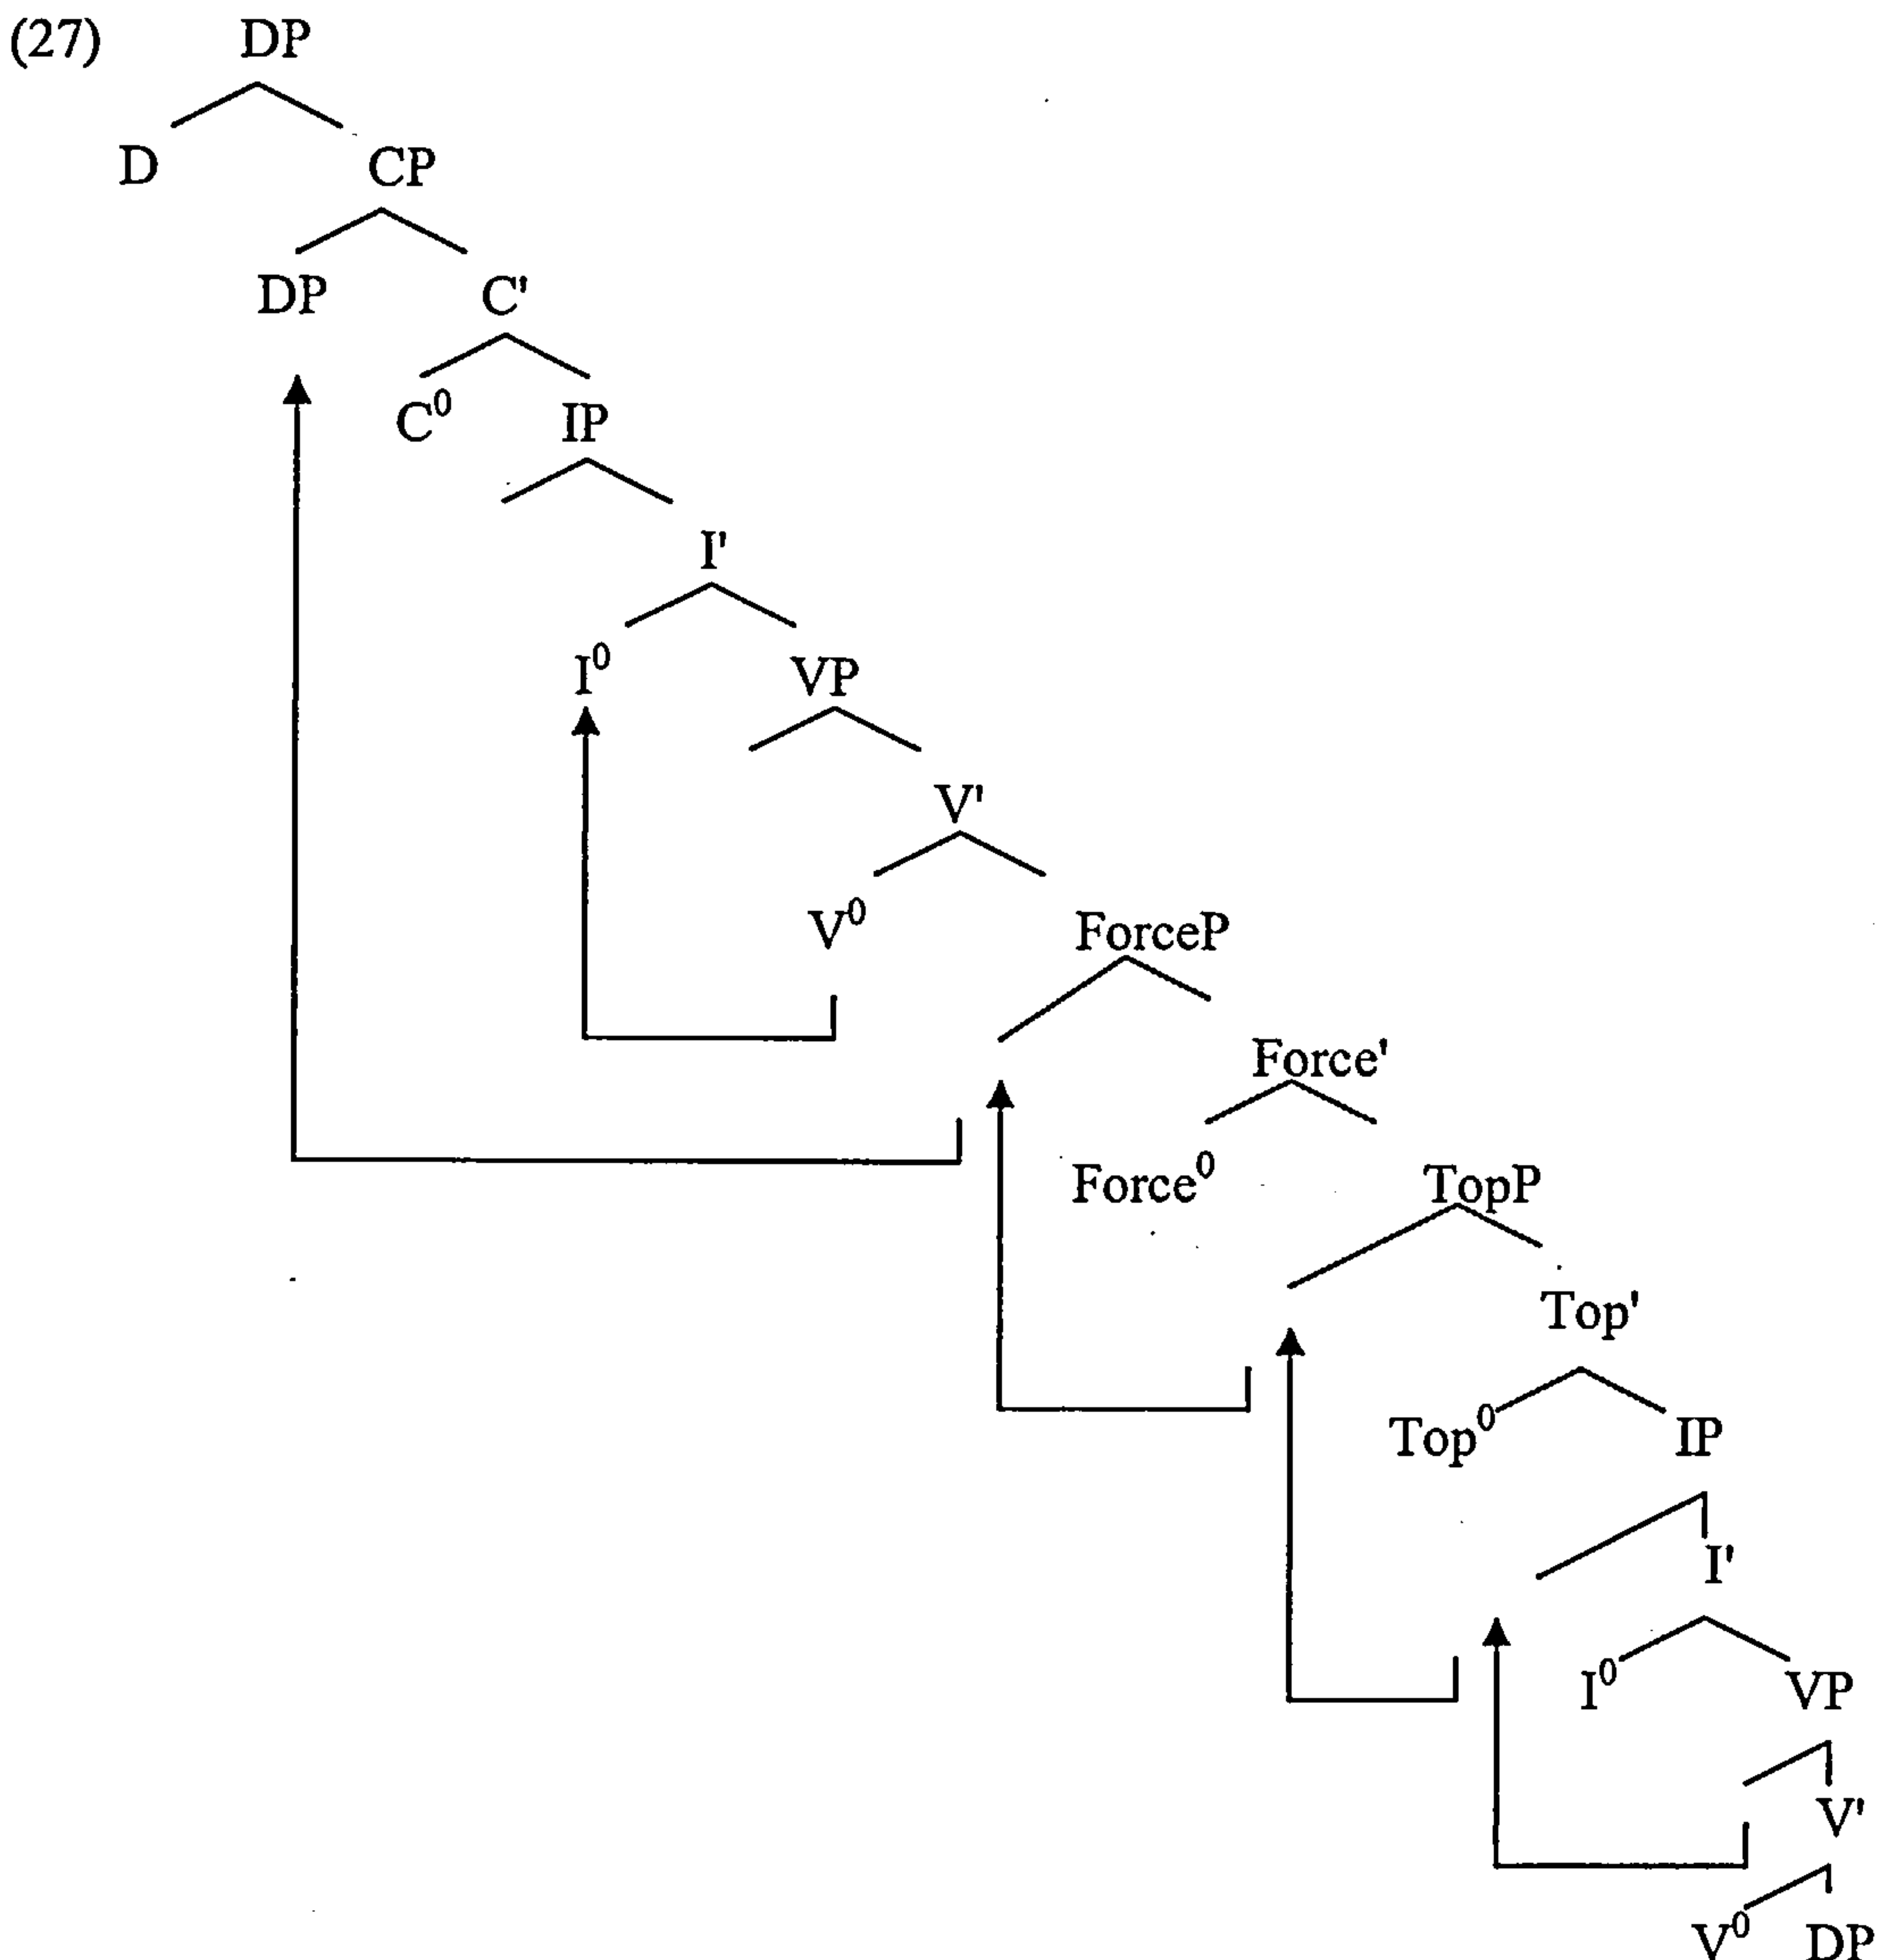 (27) DP
D CP
DP C'
C⁰ IP
I'
I⁰ VP
V'
V⁰ ForceP
Force'
Force⁰ TopP
Top'
Top⁰ IP
I'
I⁰ VP
V'
V⁰ DP